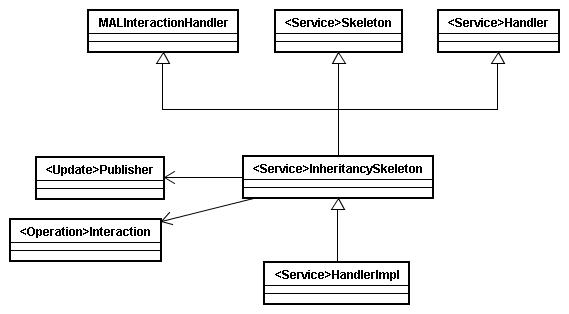 MALInteractionHandler
<Service>Skeleton
<Service>Handler
<Update>Publisher
<Service>InheritancySkeleton
<Operation>Interaction
<Service>HandlerImpl